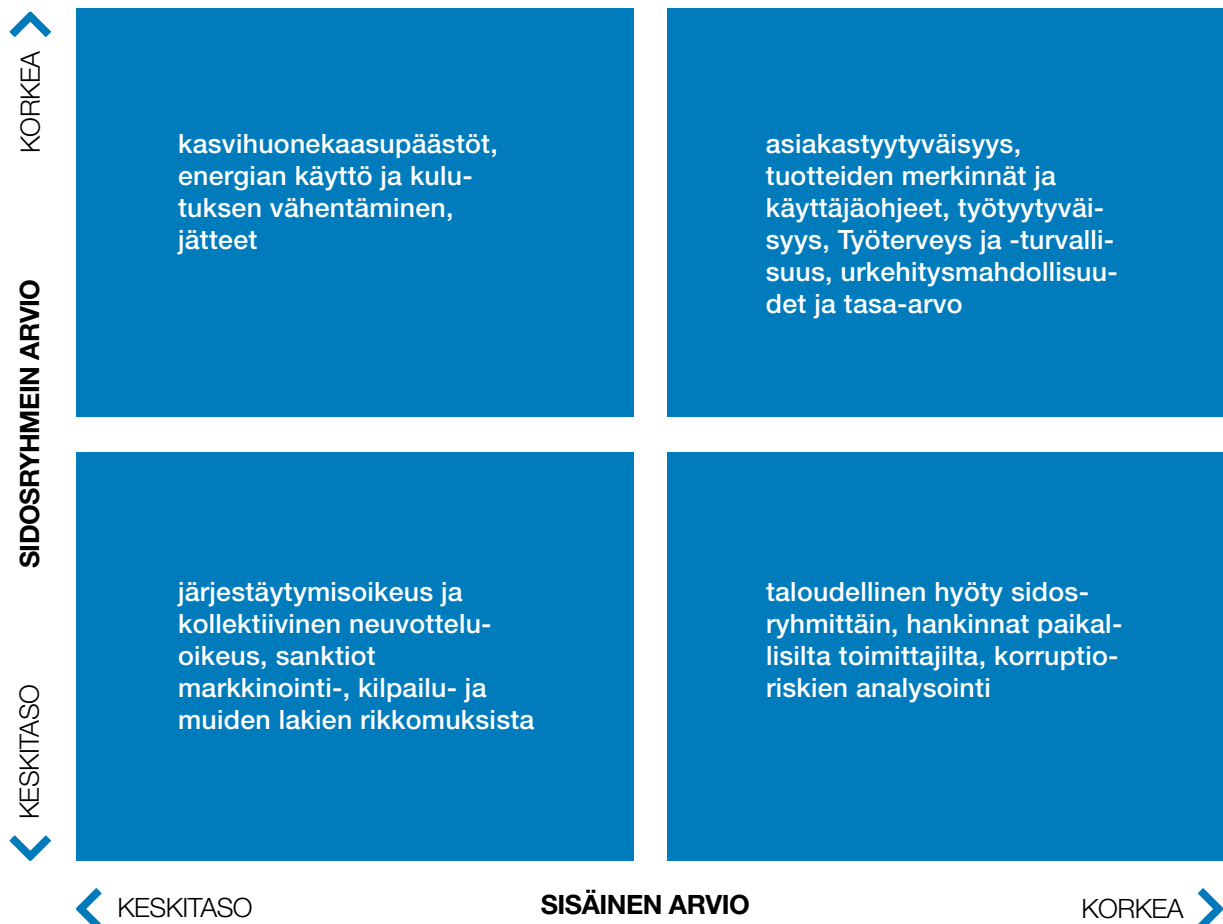 KORKEA
SIDOSRYHMEIN ARVIO
KESKITASO
kasvihuonekaasupäästöt,
energian käyttö ja kulu-
tuksen vähentäminen,
jätteet
asiakastyytyväisyys,
tuotteiden merkinnät ja
käyttäjäohjeet, työtyytyväi-
syys, Työterveys ja -turvalli-
suus, urkehitysmahdollisuu-
det ja tasa-arvo
järjestäytymisoikeus ja
kollektiivinen neuvottelu-
oikeus, sanktiot
markkinointi-, kilpailu- ja
muiden lakien rikkomuksista
taloudellinen hyöty sidos-
ryhmittäin, hankinnat paikal-
lisilta toimittajilta, korruptio-
riskien analysointi
KESKITASO
SISÄINEN ARVIO
KORKEA